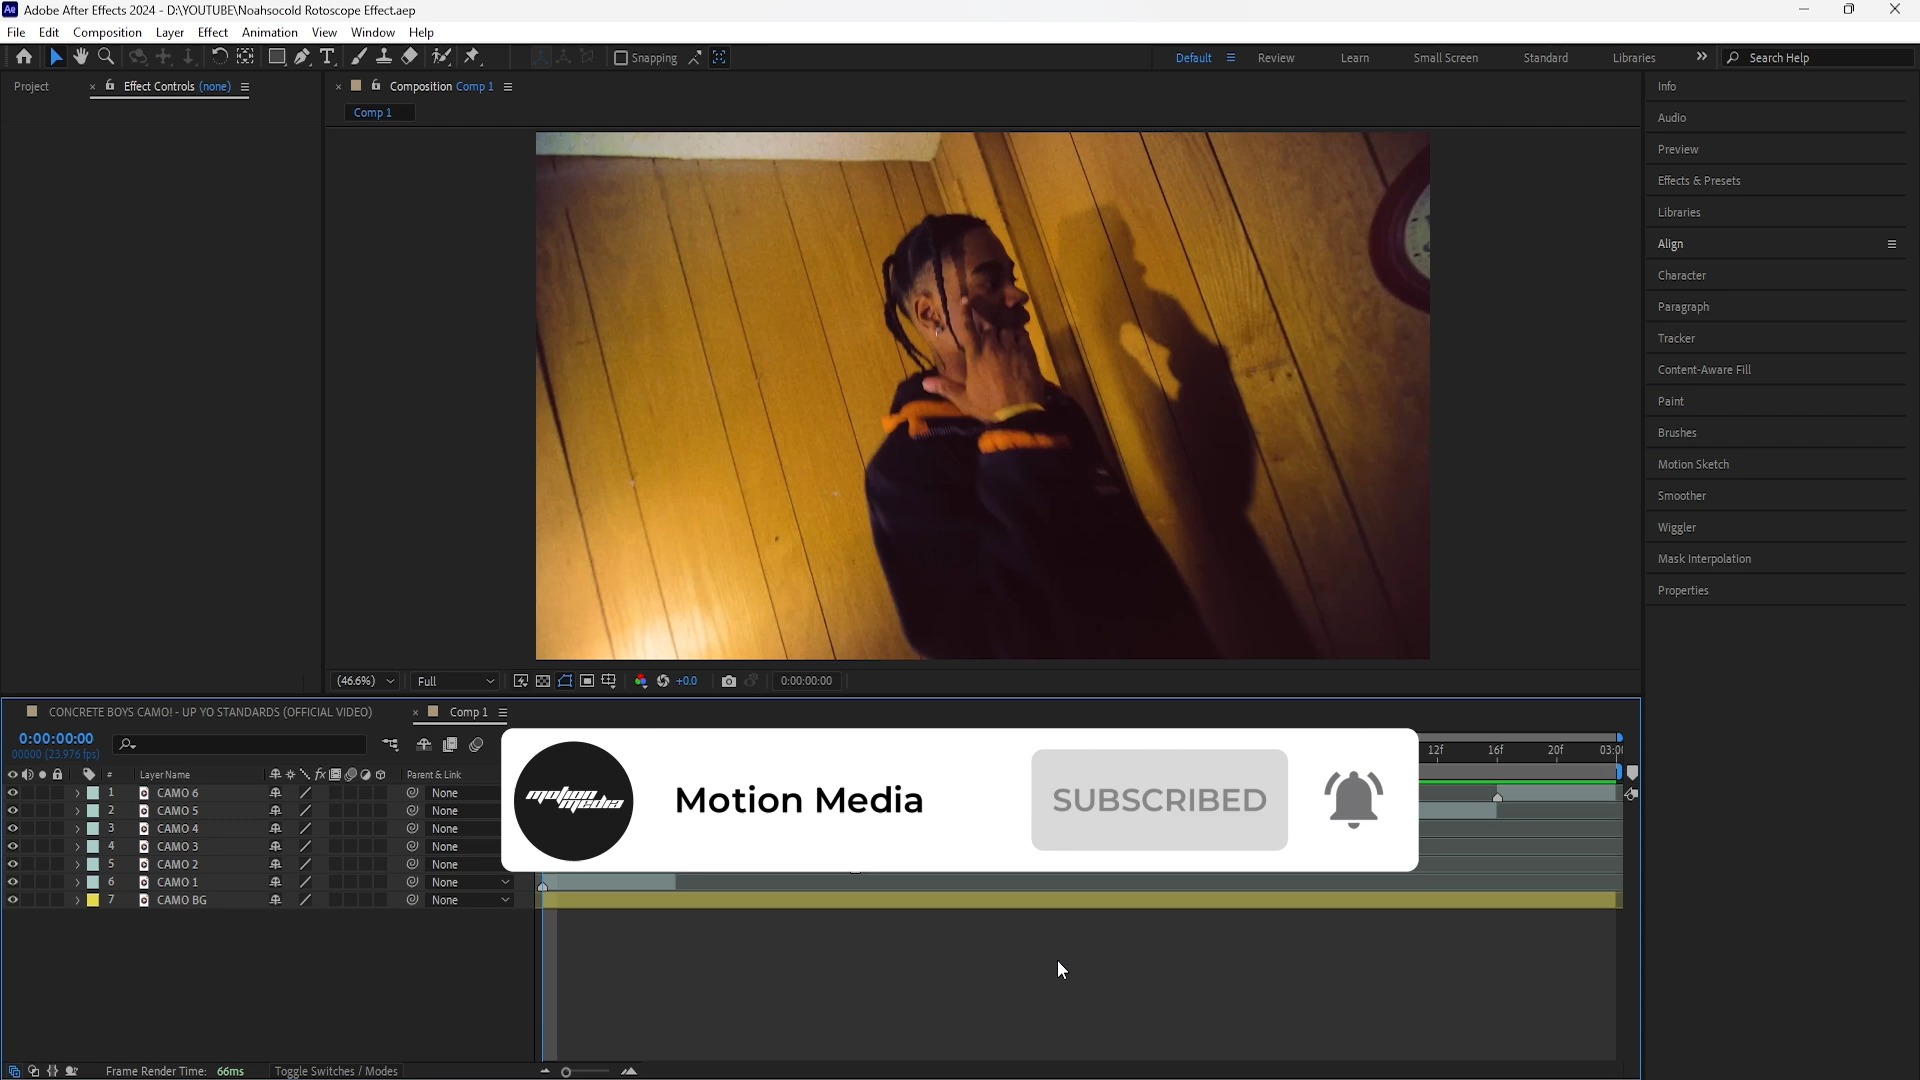 Ae Adobe After Effects 2024 - D:\YOUTUBE\Noahsocold Rotoscope Effect.aep
File Edit Composition Layer Effect Animation View Window Help
Snapping Default Review Learn Small Screen Standard Libraries Search Help
Project Effect Controls (none) Composition Comp 1
Comp 1
Info
Audio
Preview
Effects & Presets
Libraries
Align
Character
Paragraph
Tracker
Content-Aware Fill
Paint
Brushes
Motion Sketch
Smoother
Wiggler
Mask Interpolation
Properties
(46.6%) Full +0.0 0:00:00:00
CONCRETE BOYS CAMO! - UP YO STANDARDS (OFFICIAL VIDEO) Comp 1
0:00:00:00
00000 (23.976 fps)
12f 16f 20f 03:0
# Layer Name Parent & Link
1 CAMO 6 None
2 CAMO 5 None
3 CAMO 4 None
4 CAMO 3 None
5 CAMO 2 None
6 CAMO 1 None
7 CAMO BG None
motion media
Motion Media SUBSCRIBED
Frame Render Time: 66ms Toggle Switches / Modes